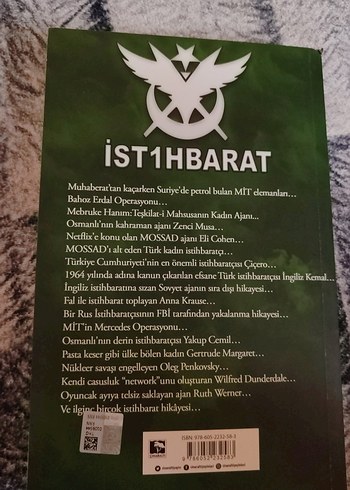 İST1HBARAT
Muhaberat'tan kaçarken Suriye'de petrol bulan MİT elemanları…
Bahoz Erdal Operasyonu…
Mebruke Hanım:Teşkilat-i Mahsusanın Kadın Ajanı...
Osmanlı'nın kahraman ajanı Zenci Musa…
Netflix'e konu olan MOSSAD ajanı Eli Cohen…
MOSSAD'ı alt eden Türk kadın istihbaratçı…
Türkiye Cumhuriyeti'nin en önemli istihbaratçısı Çiçero…
1964 yılında adına kanun çıkarılan efsane Türk istihbaratçısı İngiliz Kemal…
İngiliz istihbaratına sızan Sovyet ajanın sıra dışı hikayesi…
Fal ile istihbarat toplayan Anna Krause…
Bir Rus İstihbaratçısının FBI tarafından yakalanma hikayesi…
MİT'in Mercedes Operasyonu…
Osmanlı'nın derin istihbaratçısı Yakup Cemil…
Pasta keser gibi ülke bölen kadın Gertrude Margaret…
Nükleer savaşı engelleyen Oleg Penkovsky…
Kendi casusluk "network"unu oluşturan Wilfred Dunderdale…
Oyuncak ayıya telsiz saklayan ajan Ruth Werner…
Ve ilginç birçok istihbarat hikâyesi…
ISBN: 978-605-2232-58-3